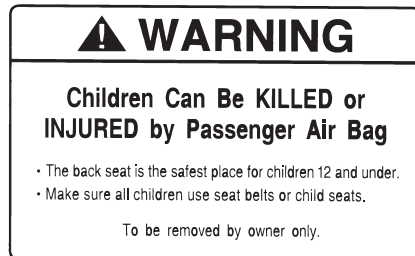 WARNING
Children Can Be KILLED or
INJURED by Passenger Air Bag
• The back seat is the safest place for children 12 and under.
• Make sure all children use seat belts or child seats.
To be removed by owner only.